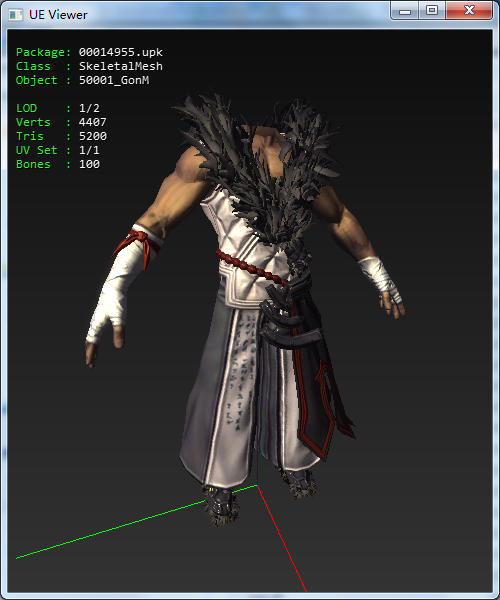 UE Viewer
Package: 00014955.upk
Class : SkeletalMesh
Object : 50001_GonM
LOD : 1/2
Verts : 4407
Tris : 5200
UV Set : 1/1
Bones : 100